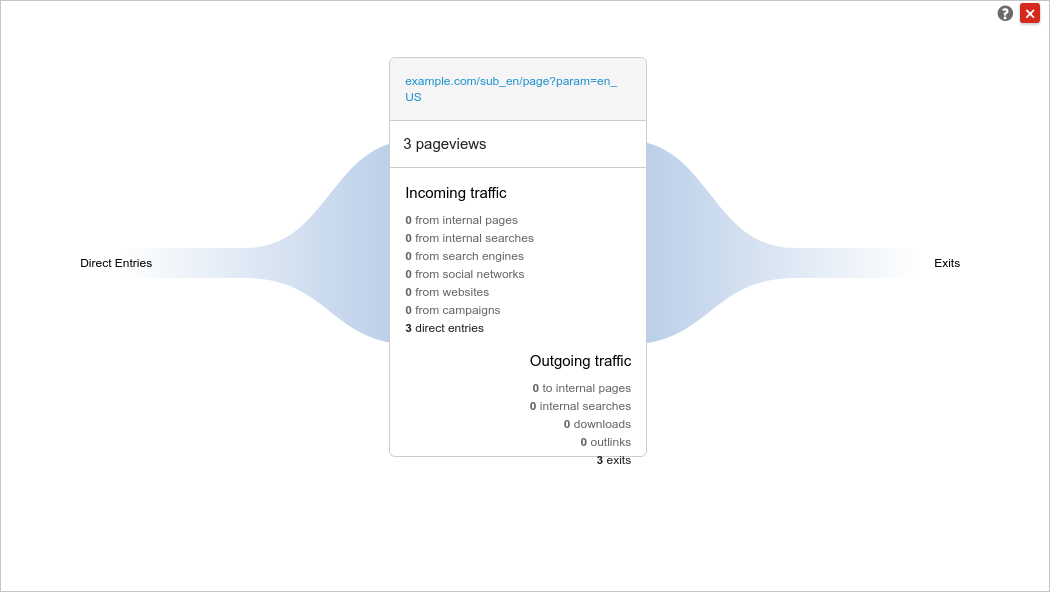 example.com/sub_en/page?param=en_
US
3 pageviews
Incoming traffic
0 from internal pages
0 from internal searches
0 from search engines
0 from social networks
0 from websites
0 from campaigns
3 direct entries
Direct Entries
Exits
Outgoing traffic
0 to internal pages
0 internal searches
0 downloads
0 outlinks
3 exits